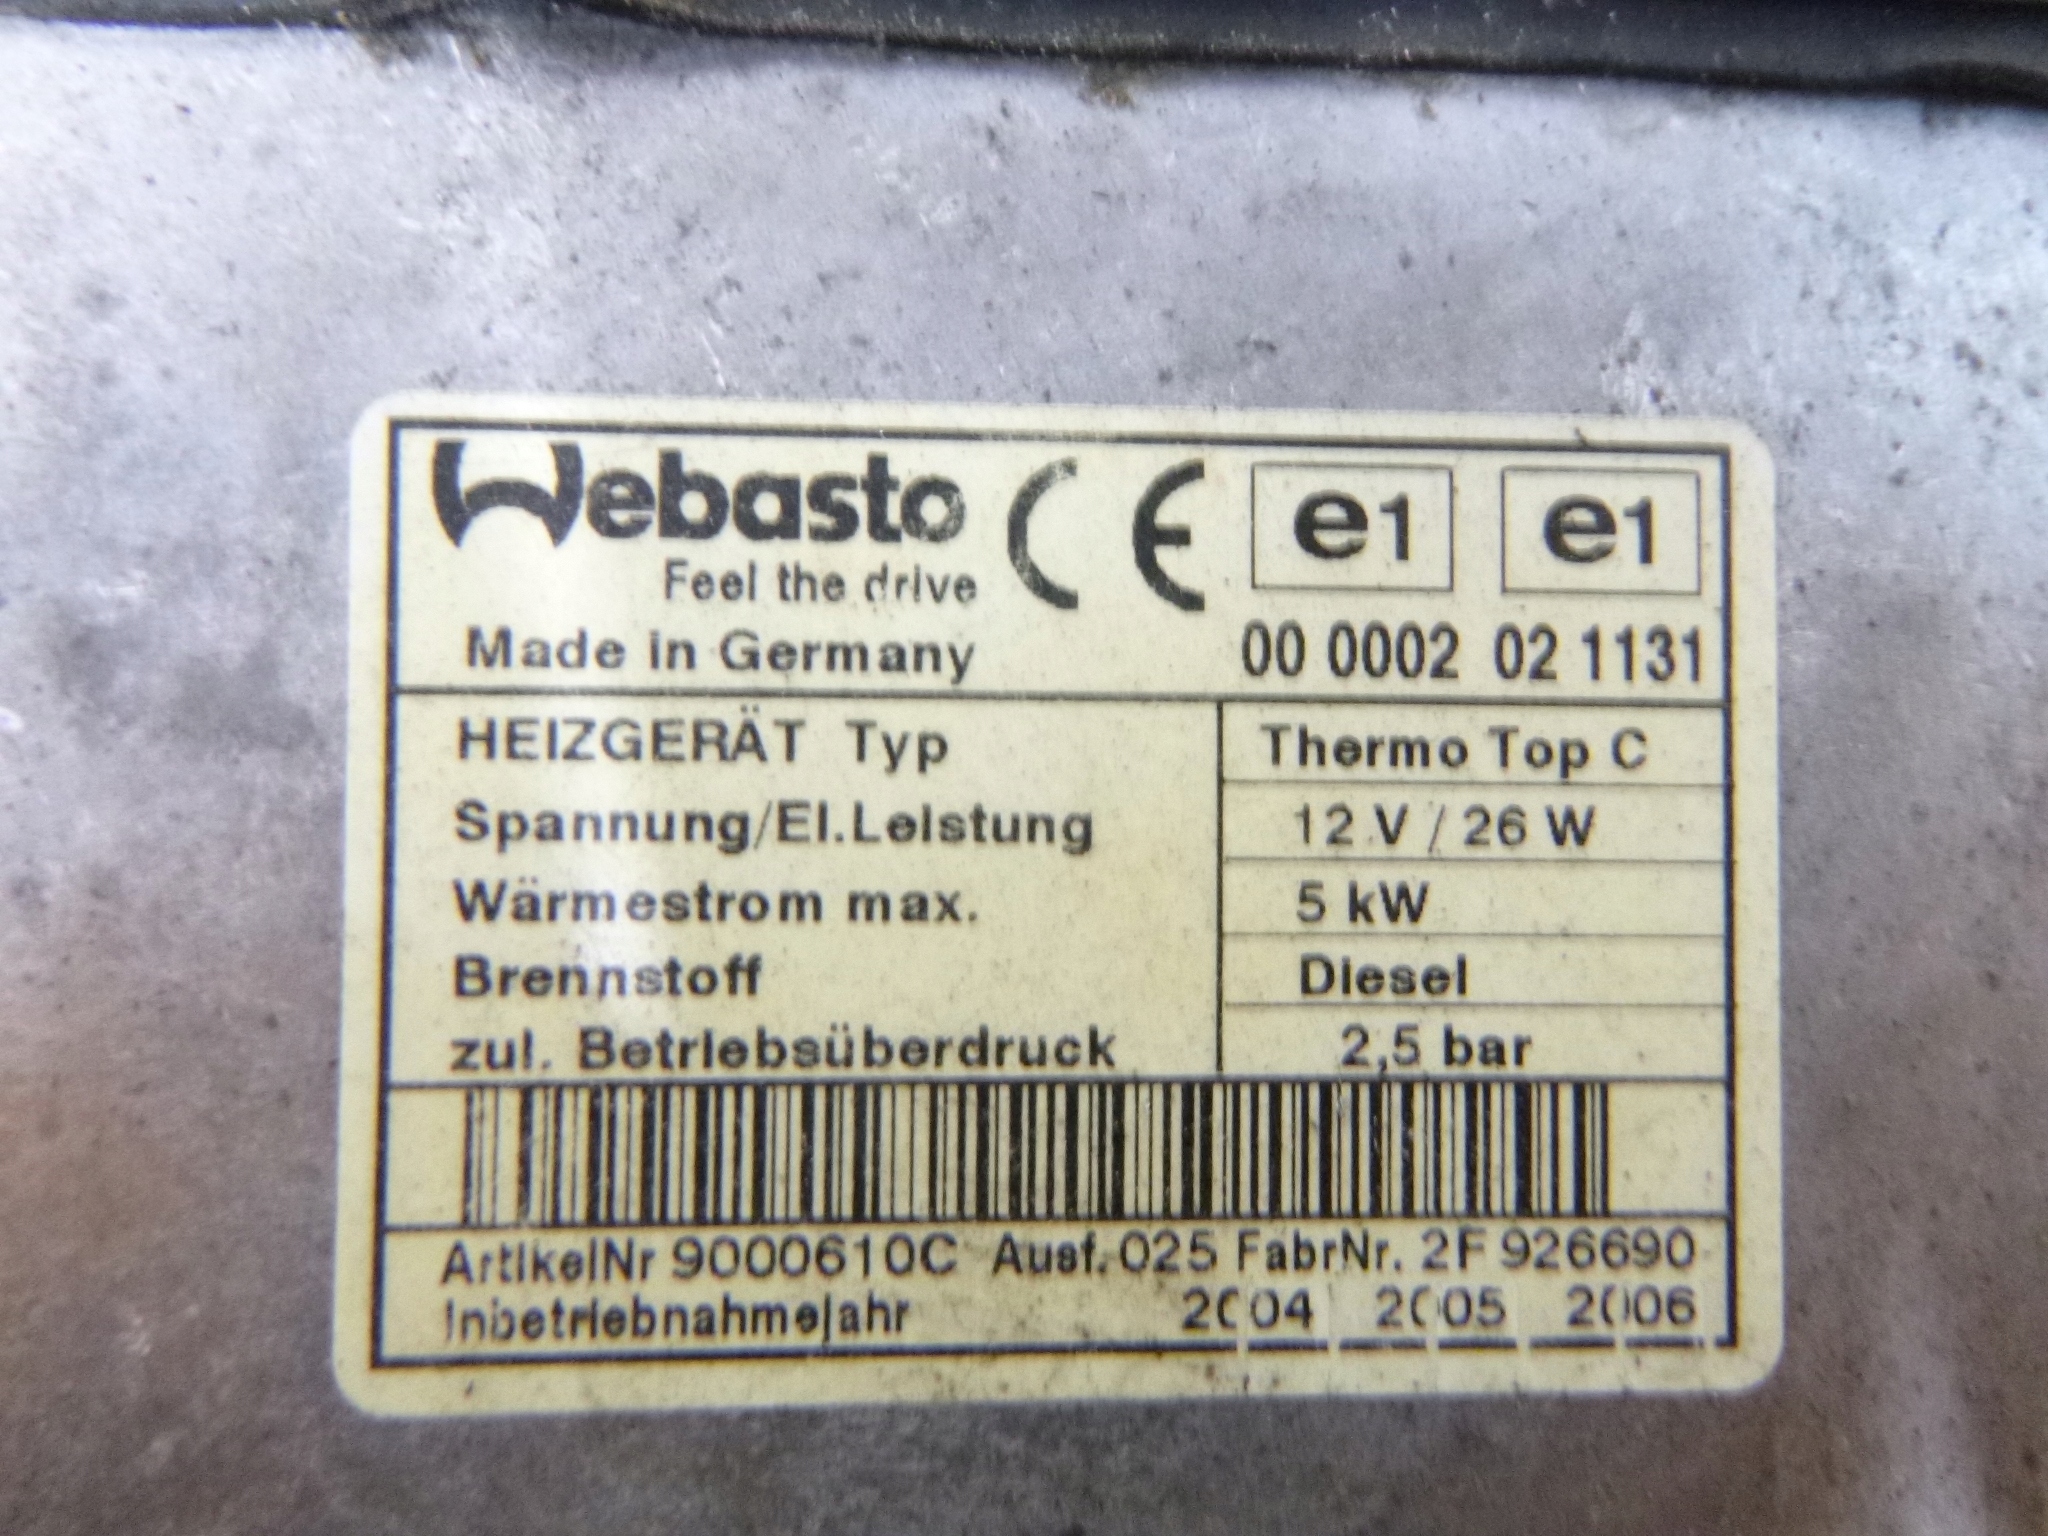 Webasto CE e1 e1
Feel the drive
Made in Germany 00 0002 02 1131
HEIZGERÄT Typ Thermo Top C
Spannung/El.Leistung 12 V / 26 W
Wärmestrom max. 5 kW
Brennstoff Diesel
zul. Betriebsüberdruck 2,5 bar
ArtikelNr 9000610C Ausf. 025 FabrNr. 2F 926690
Inbetriebnahmejahr 2004 2005 2006